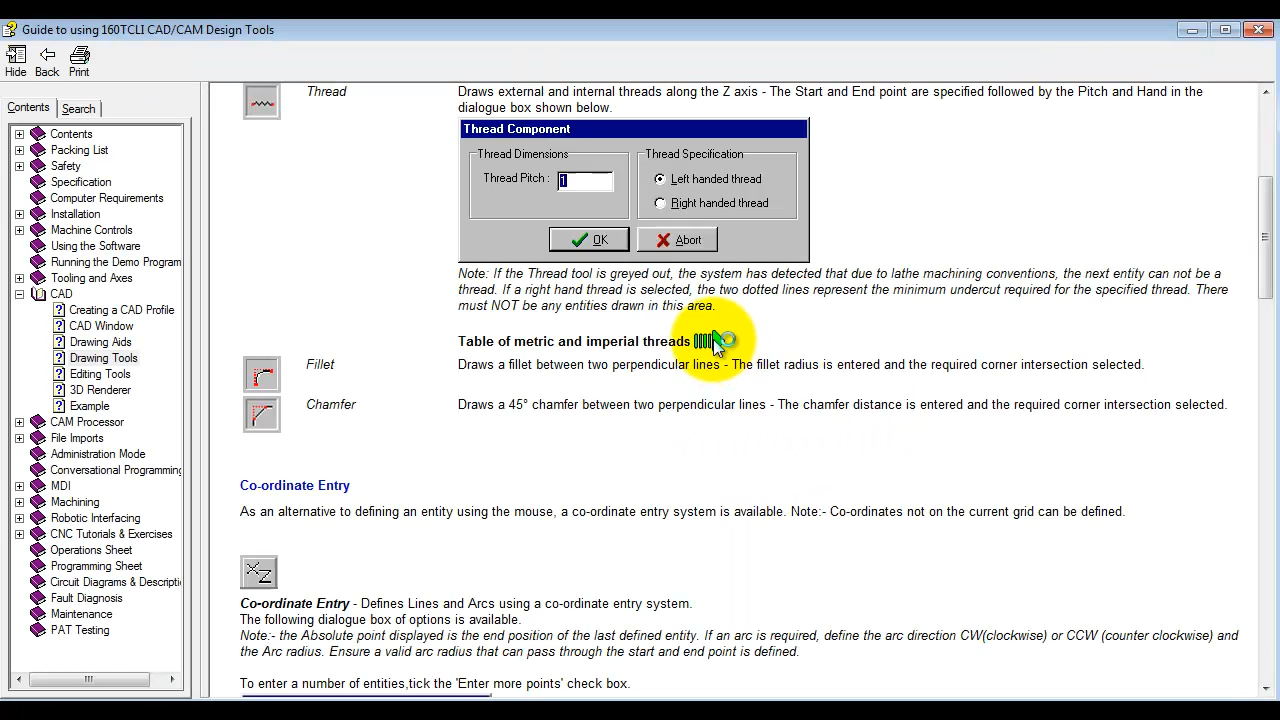 Guide to using 160TCLI CAD/CAM Design Tools
Hide Back Print
Contents Search
Contents
Packing List
Safety
Specification
Computer Requirements
Installation
Machine Controls
Using the Software
Running the Demo Program
Tooling and Axes
CAD
Creating a CAD Profile
CAD Window
Drawing Aids
Drawing Tools
Editing Tools
3D Renderer
Example
CAM Processor
File Imports
Administration Mode
Conversational Programming
MDI
Machining
Robotic Interfacing
CNC Tutorials & Exercises
Operations Sheet
Programming Sheet
Circuit Diagrams & Descripti
Fault Diagnosis
Maintenance
PAT Testing
Thread Draws external and internal threads along the Z axis - The Start and End point are specified followed by the Pitch and Hand in the
dialogue box shown below.
Thread Component
Thread Dimensions Thread Specification
Thread Pitch : 1 Left handed thread
Right handed thread
OK Abort
Note: If the Thread tool is greyed out, the system has detected that due to lathe machining conventions, the next entity can not be a
thread. If a right hand thread is selected, the two dotted lines represent the minimum undercut required for the specified thread. There
must NOT be any entities drawn in this area.
Table of metric and imperial threads
Fillet Draws a fillet between two perpendicular lines - The fillet radius is entered and the required corner intersection selected.
Chamfer Draws a 45° chamfer between two perpendicular lines - The chamfer distance is entered and the required corner intersection selected.
Co-ordinate Entry
As an alternative to defining an entity using the mouse, a co-ordinate entry system is available. Note:- Co-ordinates not on the current grid can be defined.
XZ
Co-ordinate Entry - Defines Lines and Arcs using a co-ordinate entry system.
The following dialogue box of options is available.
Note:- the Absolute point displayed is the end position of the last defined entity. If an arc is required, define the arc direction CW(clockwise) or CCW (counter clockwise) and
the Arc radius. Ensure a valid arc radius that can pass through the start and end point is defined.
To enter a number of entities,tick the 'Enter more points' check box.